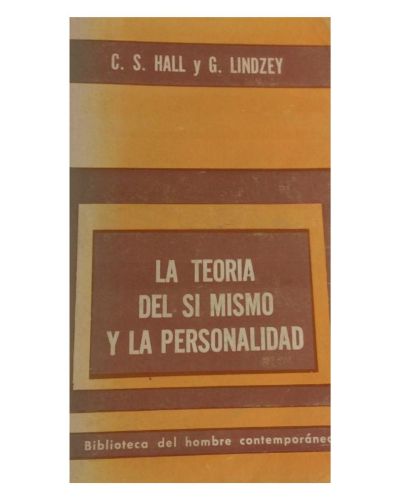 C. S. HALL y G. LINDZEY
LA TEORIA
DEL SI MISMO
Y LA PERSONALIDAD
Biblioteca del hombre contemporáneo